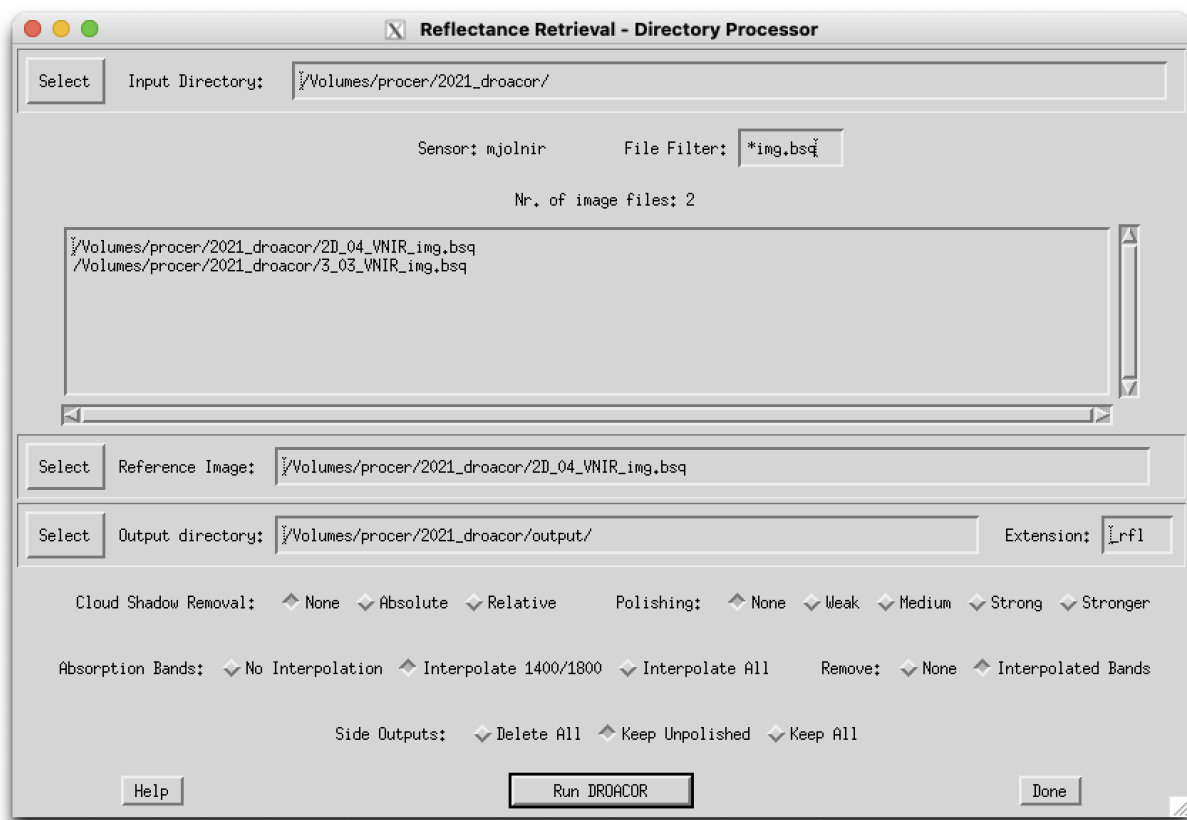 Reflectance Retrieval - Directory Processor
Select Input Directory: /Volumes/procer/2021_droacor/
Sensor: mjolnir File Filter: *img.bsq
Nr. of image files: 2
/Volumes/procer/2021_droacor/2D_04_VNIR_img.bsq
/Volumes/procer/2021_droacor/3_03_VNIR_img.bsq
Select Reference Image: /Volumes/procer/2021_droacor/2D_04_VNIR_img.bsq
Select Output directory: /Volumes/procer/2021_droacor/output/ Extension: _rfl
Cloud Shadow Removal: None Absolute Relative Polishing: None Weak Medium Strong Stronger
Absorption Bands: No Interpolation Interpolate 1400/1800 Interpolate All Remove: None Interpolated Bands
Side Outputs: Delete All Keep Unpolished Keep All
Help Run DROACOR Done